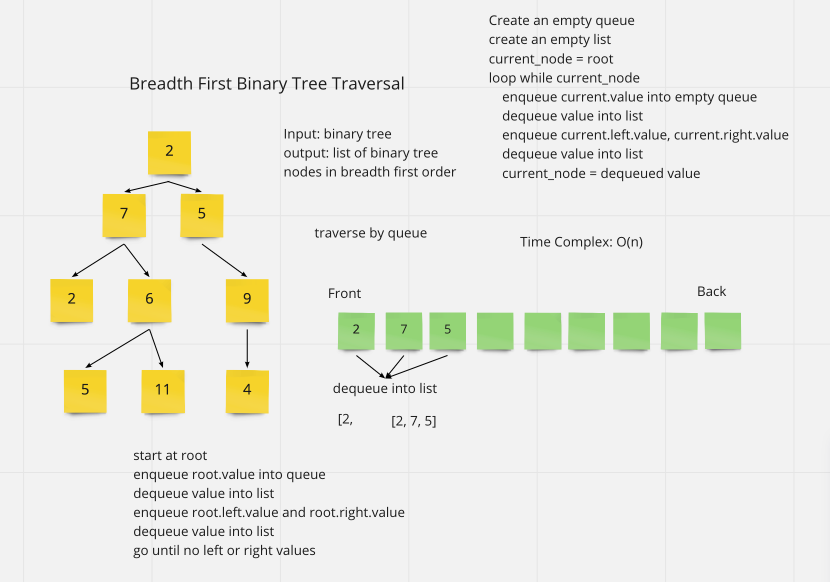 Create an empty queue
create an empty list
current_node = root
loop while current_node
enqueue current.value into empty queue
dequeue value into list
enqueue current.left.value, current.right.value
dequeue value into list
current_node = dequeued value
Breadth First Binary Tree Traversal
Input: binary tree
output: list of binary tree
nodes in breadth first order
2
7
5
2
6
9
5
11
4
traverse by queue
Time Complex: O(n)
Front
Back
2
7
5
dequeue into list
[2,
[2, 7, 5]
start at root
enqueue root.value into queue
dequeue value into list
enqueue root.left.value and root.right.value
dequeue value into list
go until no left or right values